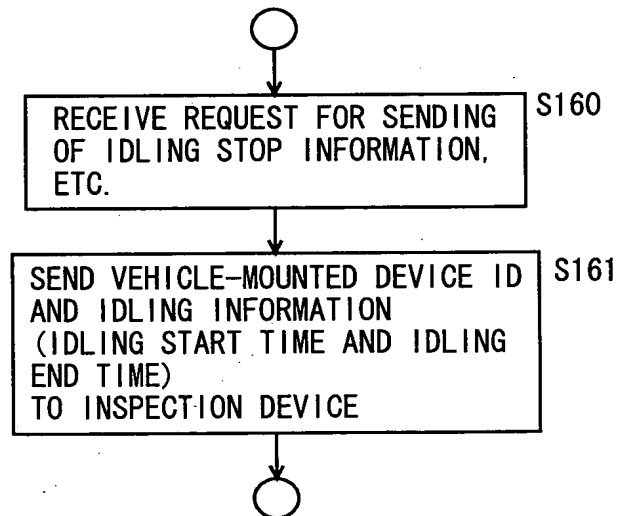 RECEIVE REQUEST FOR SENDING
OF IDLING STOP INFORMATION,
ETC.
S160
SEND VEHICLE-MOUNTED DEVICE ID
AND IDLING INFORMATION
(IDLING START TIME AND IDLING
END TIME)
TO INSPECTION DEVICE
S161